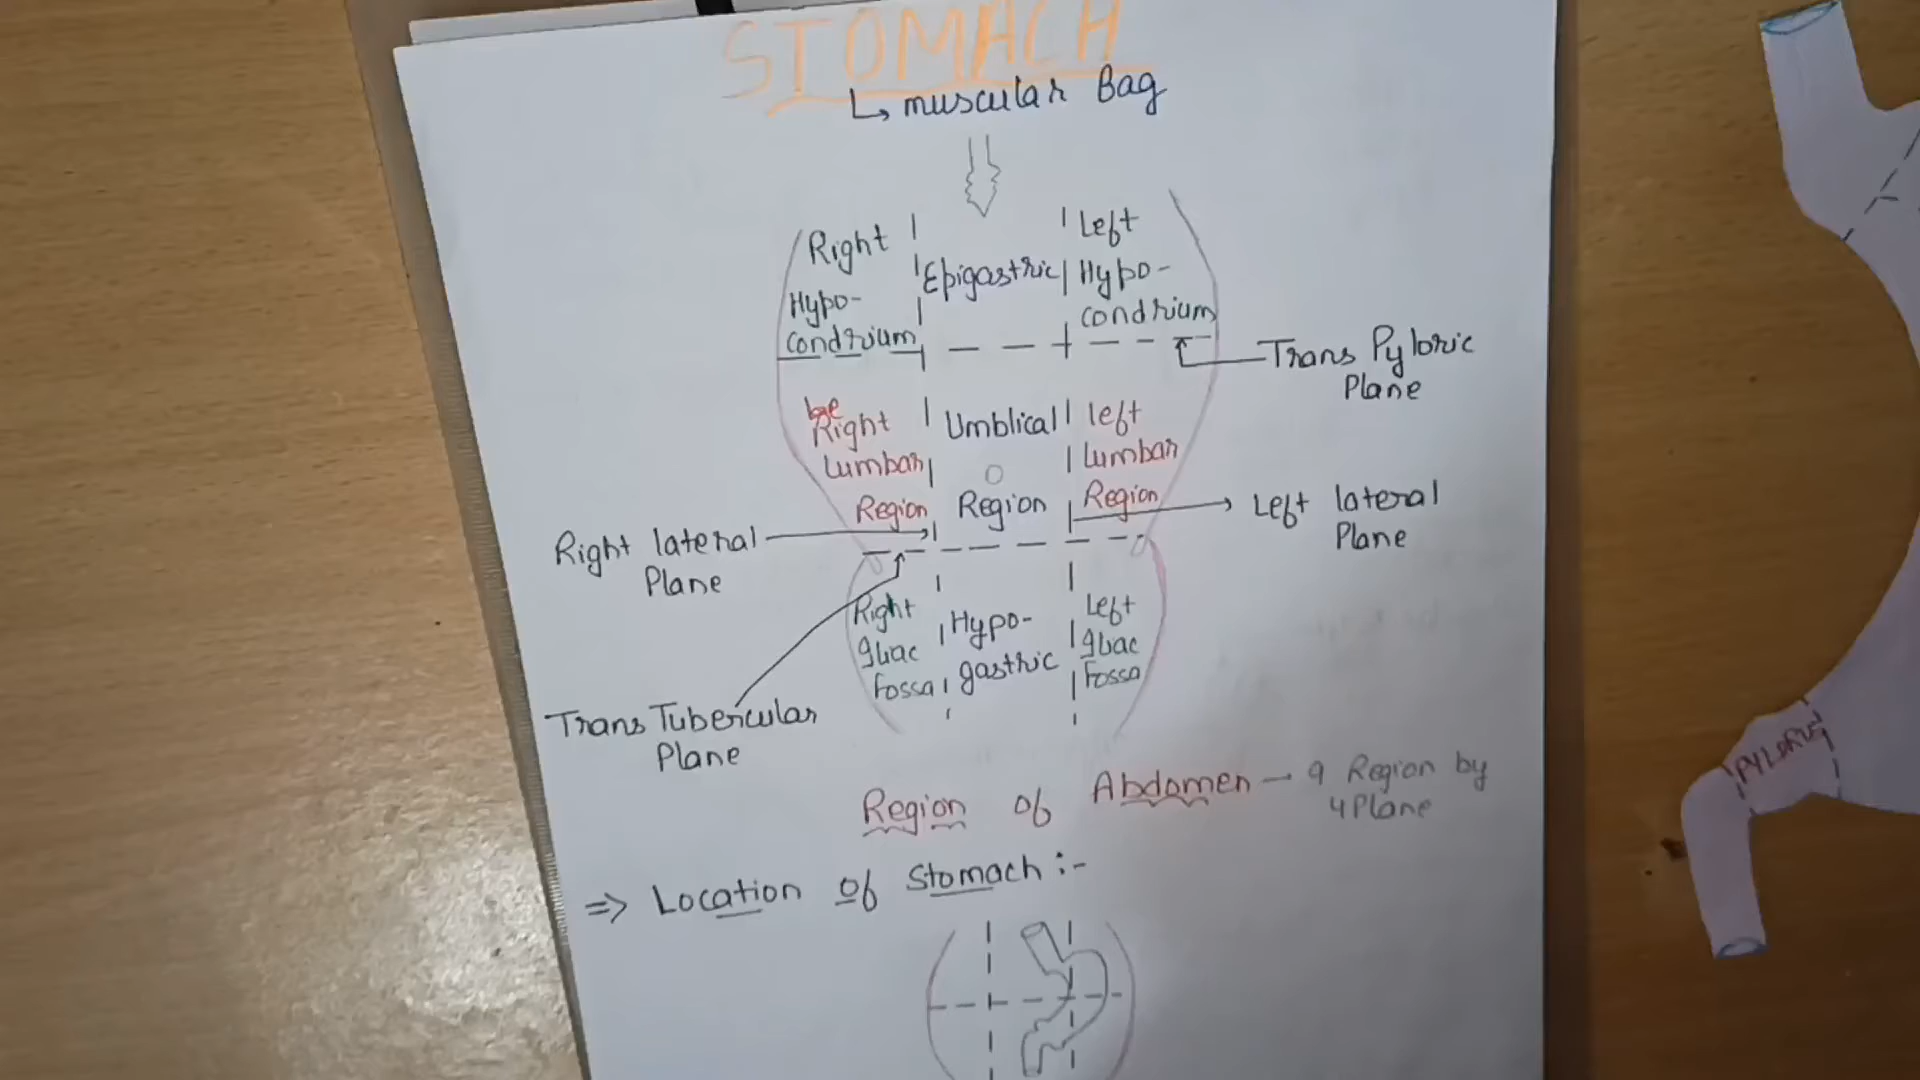 STOMACH
↳ muscular Bag
Right
Hypo-
condrium
Epigastric
Left
Hypo-
condrium
Trans Pyloric
Plane
Right
Lumbar
Region
Umblical
Region
left
lumbar
Region
Right lateral
Plane
Left lateral
Plane
Right
Iliac
Fossa
Hypo-
gastric
Left
Iliac
Fossa
Trans Tubercular
Plane
Region of Abdomen — 9 Region by
4 Plane
⇒ Location of Stomach :-
PYLORUS